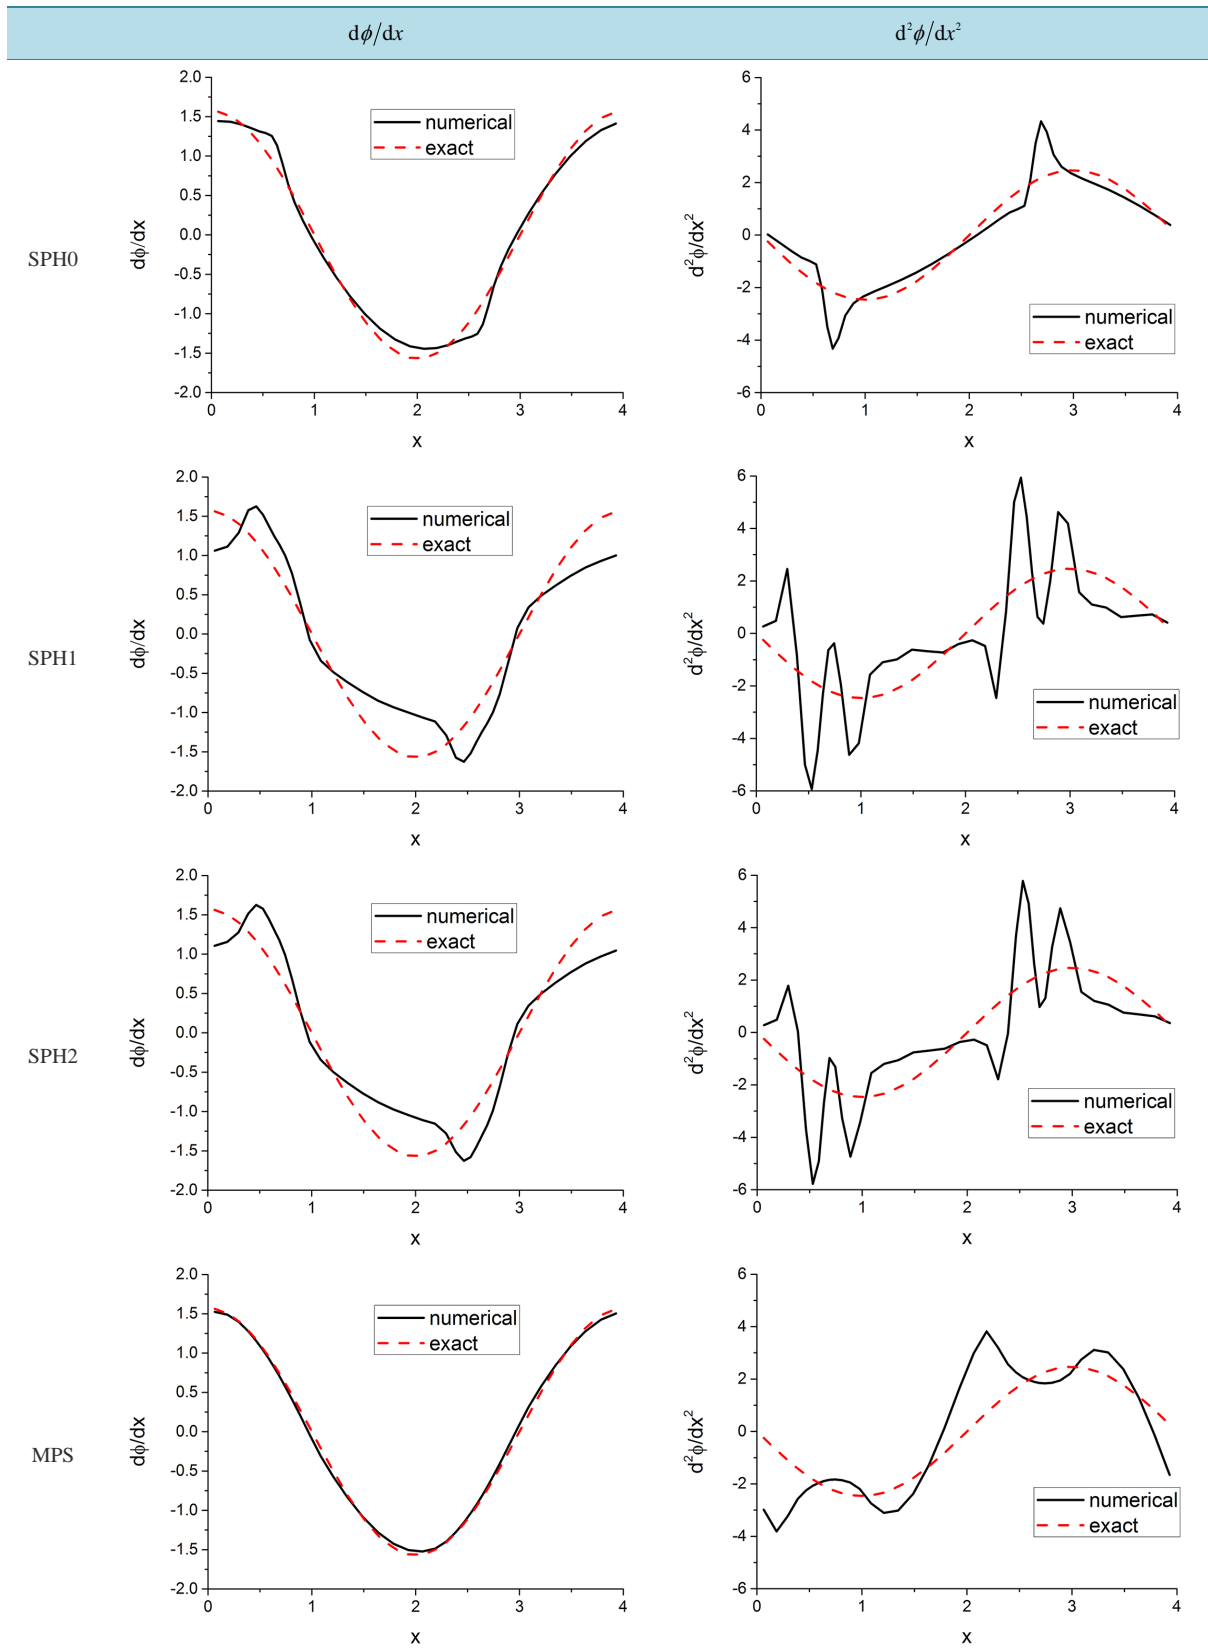 dϕ/dx d²ϕ/dx²
SPH0
2.0
1.5
1.0
0.5
0.0
-0.5
-1.0
-1.5
-2.0
dϕ/dx
numerical
exact
0 1 2 3 4
x
6
4
2
0
-2
-4
-6
d²ϕ/dx²
numerical
exact
0 1 2 3 4
x
SPH1
2.0
1.5
1.0
0.5
0.0
-0.5
-1.0
-1.5
-2.0
dϕ/dx
numerical
exact
0 1 2 3 4
x
6
4
2
0
-2
-4
-6
d²ϕ/dx²
numerical
exact
0 1 2 3 4
x
SPH2
2.0
1.5
1.0
0.5
0.0
-0.5
-1.0
-1.5
-2.0
dϕ/dx
numerical
exact
0 1 2 3 4
x
6
4
2
0
-2
-4
-6
d²ϕ/dx²
numerical
exact
0 1 2 3 4
x
MPS
2.0
1.5
1.0
0.5
0.0
-0.5
-1.0
-1.5
-2.0
dϕ/dx
numerical
exact
0 1 2 3 4
x
6
4
2
0
-2
-4
-6
d²ϕ/dx²
numerical
exact
0 1 2 3 4
x